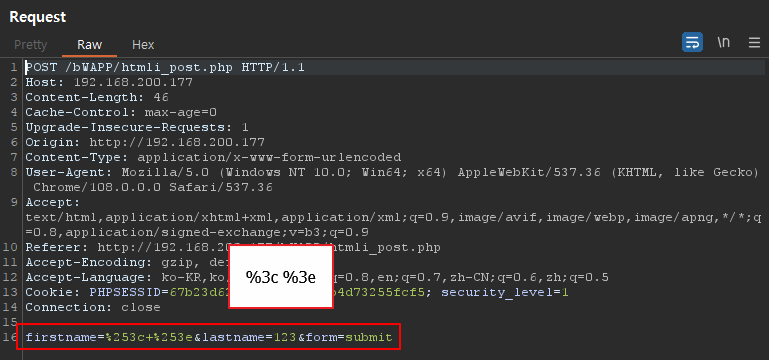 Request
Pretty Raw Hex
\n
1 POST /bWAPP/htmli_post.php HTTP/1.1
2 Host: 192.168.200.177
3 Content-Length: 46
4 Cache-Control: max-age=0
5 Upgrade-Insecure-Requests: 1
6 Origin: http://192.168.200.177
7 Content-Type: application/x-www-form-urlencoded
8 User-Agent: Mozilla/5.0 (Windows NT 10.0; Win64; x64) AppleWebKit/537.36 (KHTML, like Gecko)
Chrome/108.0.0.0 Safari/537.36
9 Accept:
text/html,application/xhtml+xml,application/xml;q=0.9,image/avif,image/webp,image/apng,*/*;q
=0.8,application/signed-exchange;v=b3;q=0.9
10 Referer: http://192.168.20 /htmli_post.php
11 Accept-Encoding: gzip, de
12 Accept-Language: ko-KR,ko q=0.8,en;q=0.7,zh-CN;q=0.6,zh;q=0.5
%3c %3e
13 Cookie: PHPSESSID=67b23d6 4d73255fcf5; security_level=1
14 Connection: close
15
16 firstname=%253c+%253e&lastname=123&form=submit